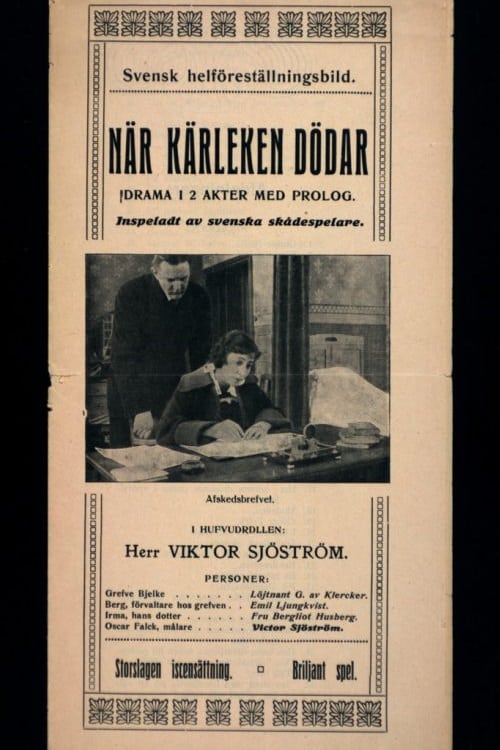 Svensk helföreställningsbild.
NÄR KÄRLEKEN DÖDAR
DRAMA I 2 AKTER MED PROLOG.
Inspeladt av svenska skådespelare.
Afskedsbrefvet.
I HUFVUDRDLLEN:
Herr VIKTOR SJÖSTRÖM.
PERSONER:
Grefve Bjelke . . . . . . . Löjtnant G. av Klercker.
Berg, förvaltare hos grefven . . Emil Ljungkvist.
Irma, hans dotter . . . . . . Fru Bergliot Husberg.
Oscar Falck, målare . . . . . Victor Sjöström.
Storslagen iscensättning. □ Briljant spel.